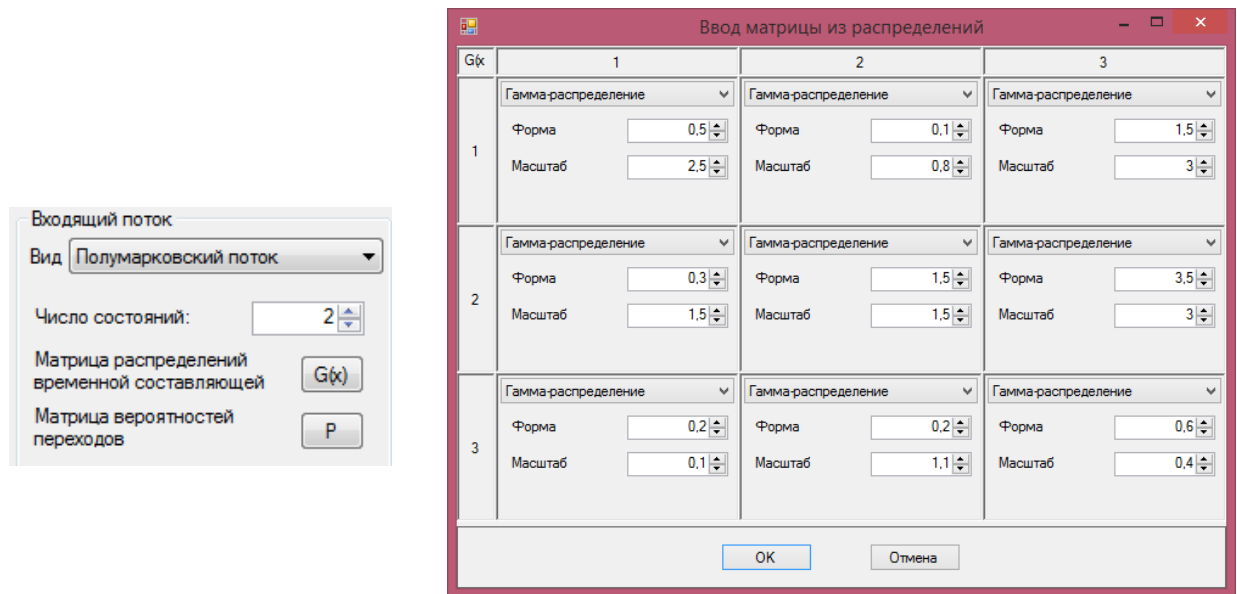 Входящий поток
Вид Полумарковский поток
Число состояний: 2
Матрица распределений
временной составляющей G(x)
Матрица вероятностей
переходов P
Ввод матрицы из распределений
G(x 1 2 3
1
Гамма-распределение Гамма-распределение Гамма-распределение
Форма 0,5 Форма 0,1 Форма 1,5
Масштаб 2,5 Масштаб 0,8 Масштаб 3
2
Гамма-распределение Гамма-распределение Гамма-распределение
Форма 0,3 Форма 1,5 Форма 3,5
Масштаб 1,5 Масштаб 1,5 Масштаб 3
3
Гамма-распределение Гамма-распределение Гамма-распределение
Форма 0,2 Форма 0,2 Форма 0,6
Масштаб 0,1 Масштаб 1,1 Масштаб 0,4
OK Отмена